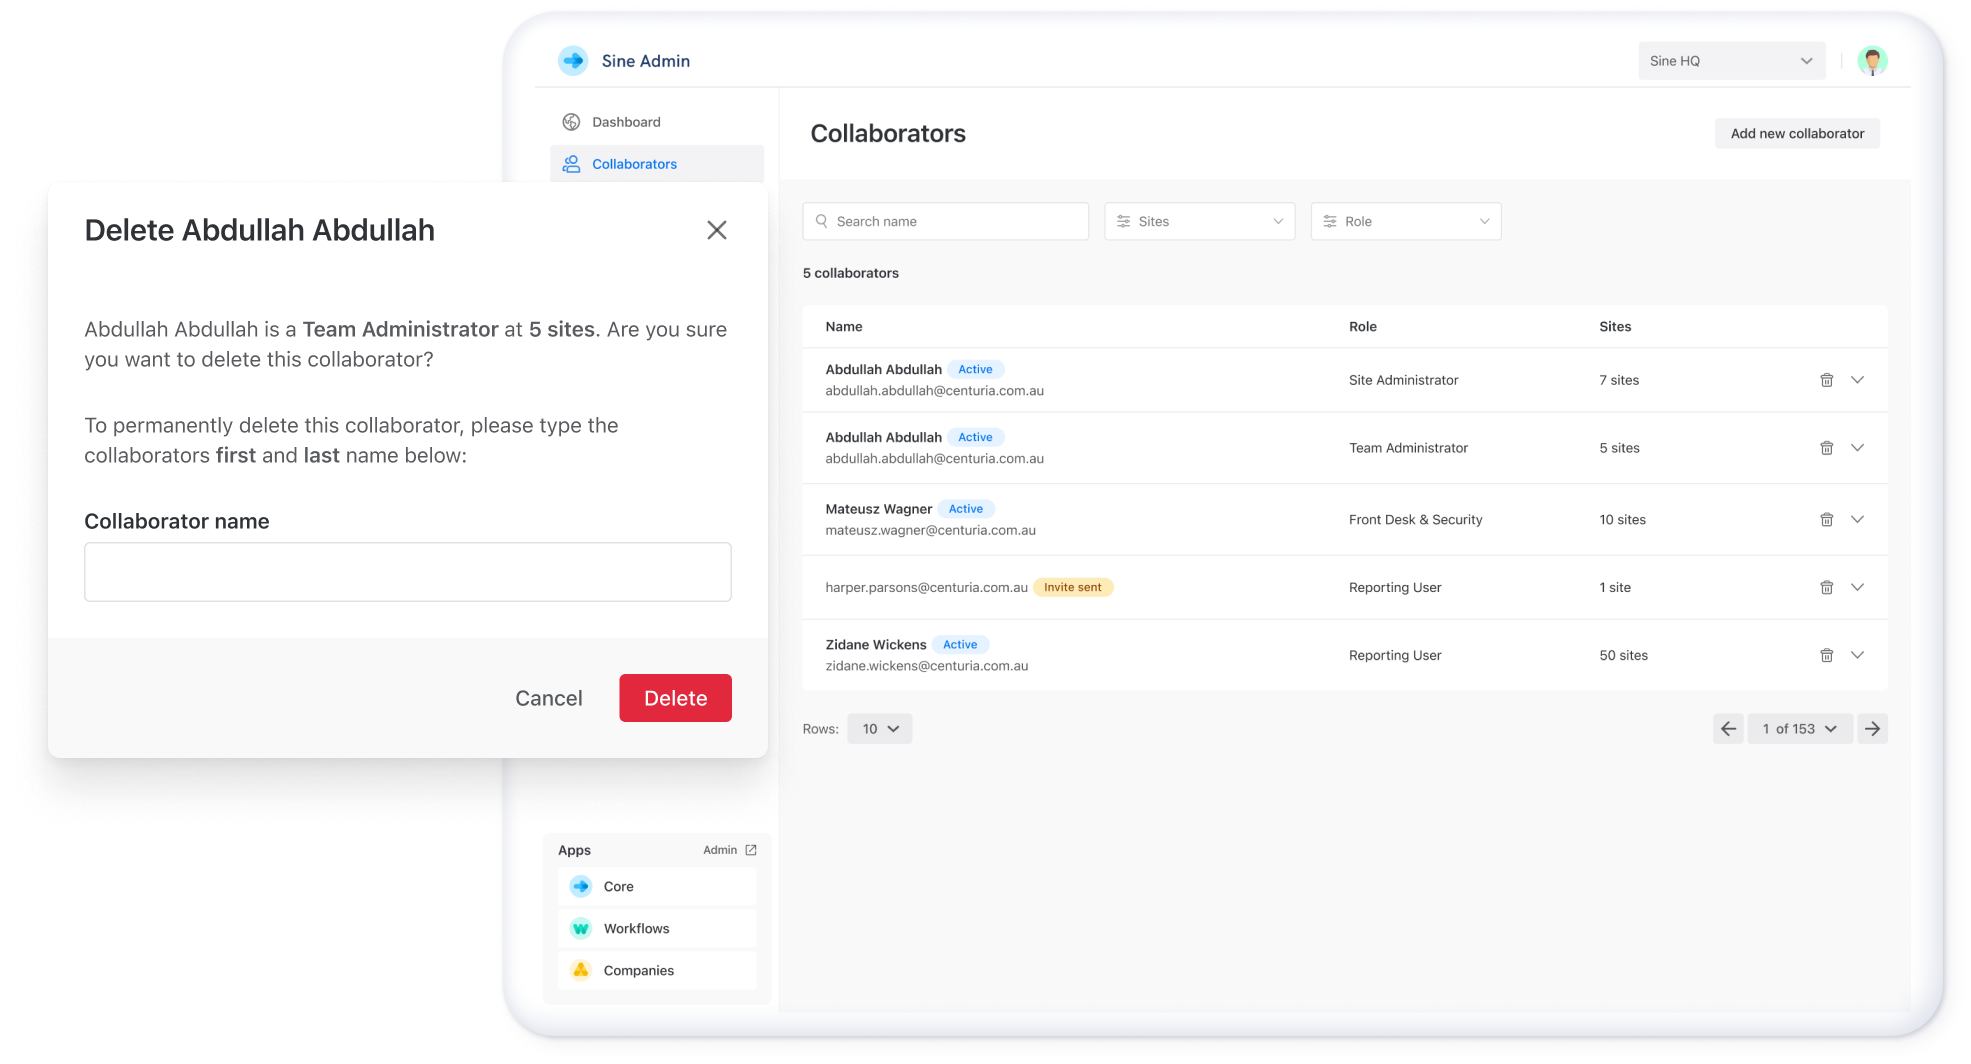 Sine Admin
Sine HQ
Dashboard
Collaborators
Collaborators
Add new collaborator
Delete Abdullah Abdullah
Abdullah Abdullah is a Team Administrator at 5 sites. Are you sure
you want to delete this collaborator?
To permanently delete this collaborator, please type the
collaborators first and last name below:
Collaborator name
Cancel
Delete
Search name
Sites
Role
5 collaborators
Name Role Sites
Abdullah Abdullah Active
abdullah.abdullah@centuria.com.au
Site Administrator
7 sites
Abdullah Abdullah Active
abdullah.abdullah@centuria.com.au
Team Administrator
5 sites
Mateusz Wagner Active
mateusz.wagner@centuria.com.au
Front Desk & Security
10 sites
harper.parsons@centuria.com.au Invite sent
Reporting User
1 site
Zidane Wickens Active
zidane.wickens@centuria.com.au
Reporting User
50 sites
Rows: 10
1 of 153
Apps
Admin
Core
Workflows
Companies